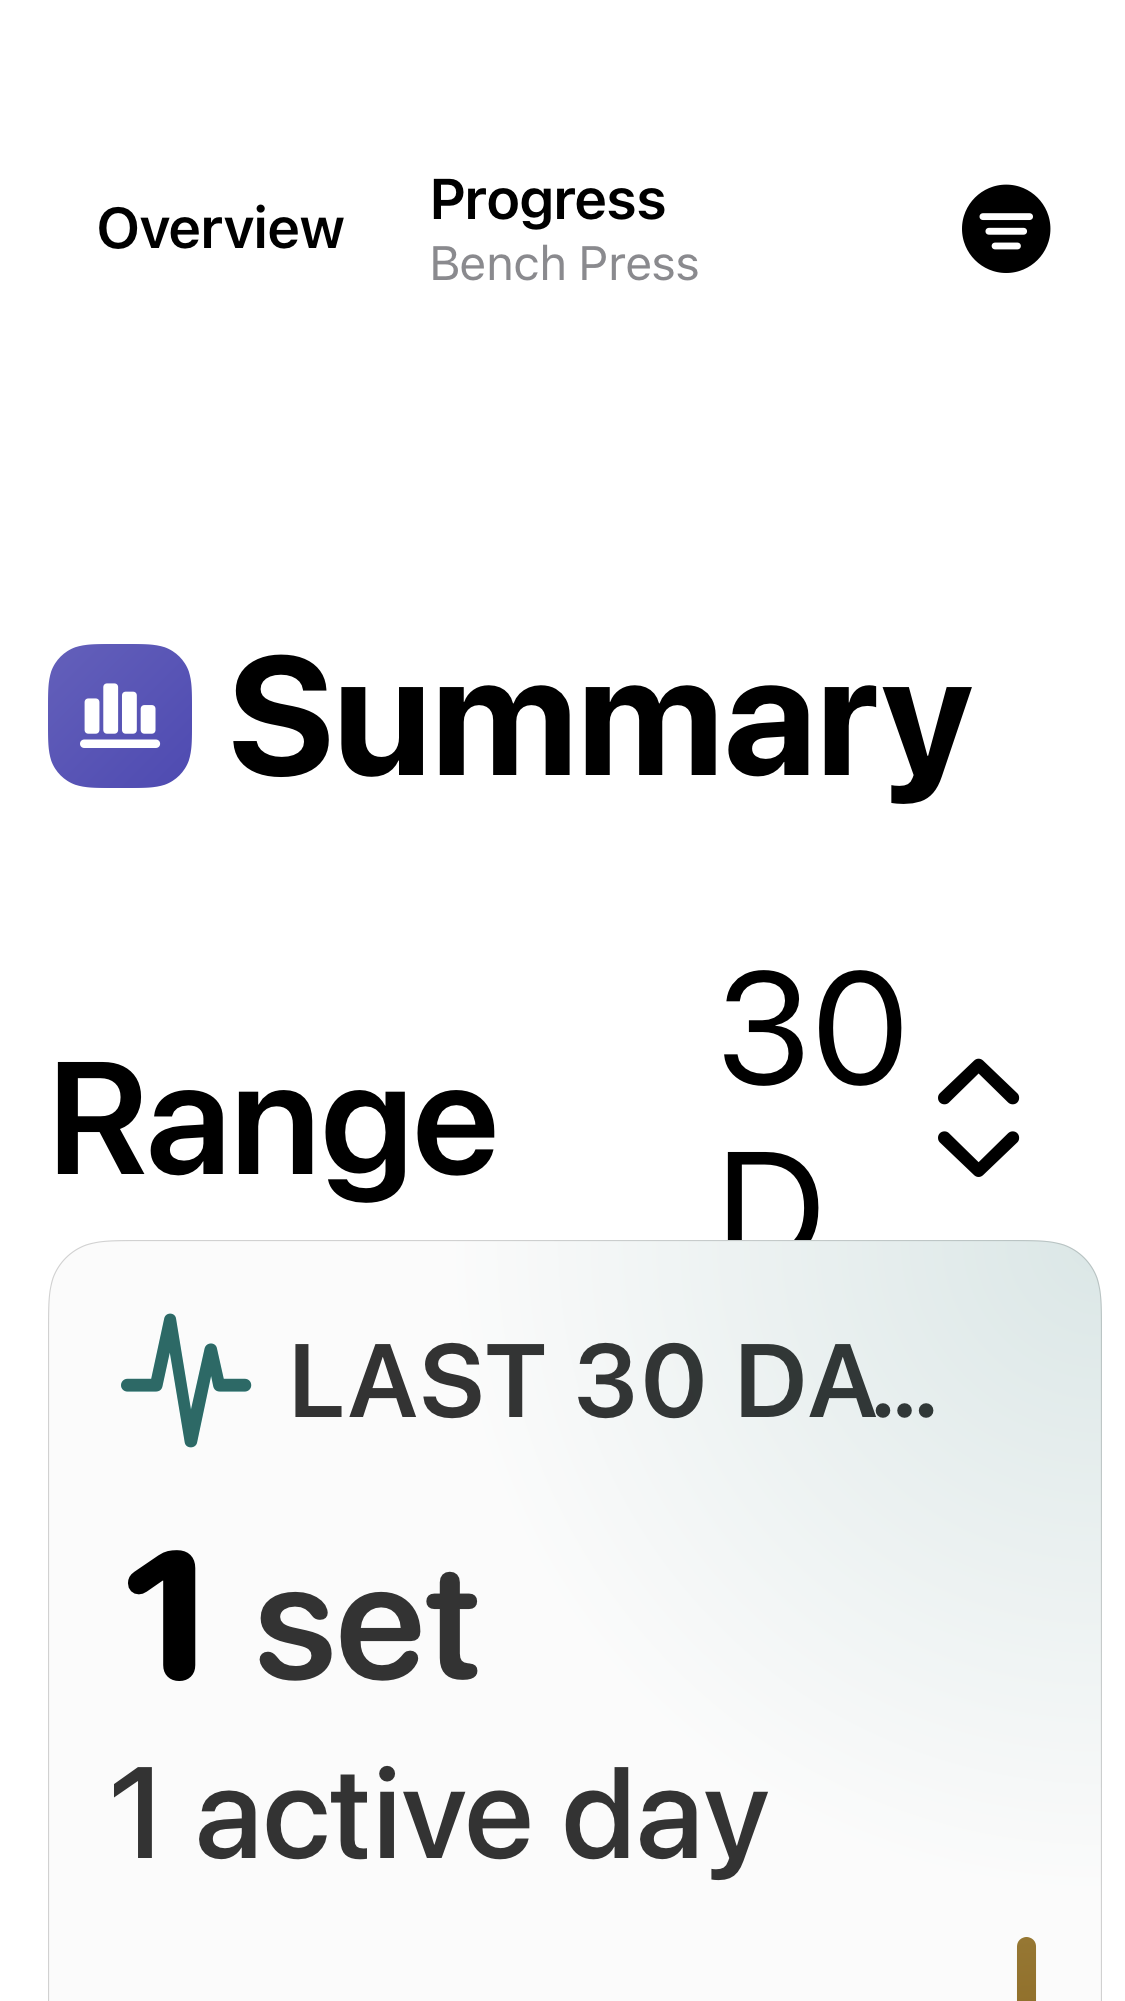 Overview
Progress
Bench Press
Summary
Range
30
D
LAST 30 DA...
1 set
1 active day